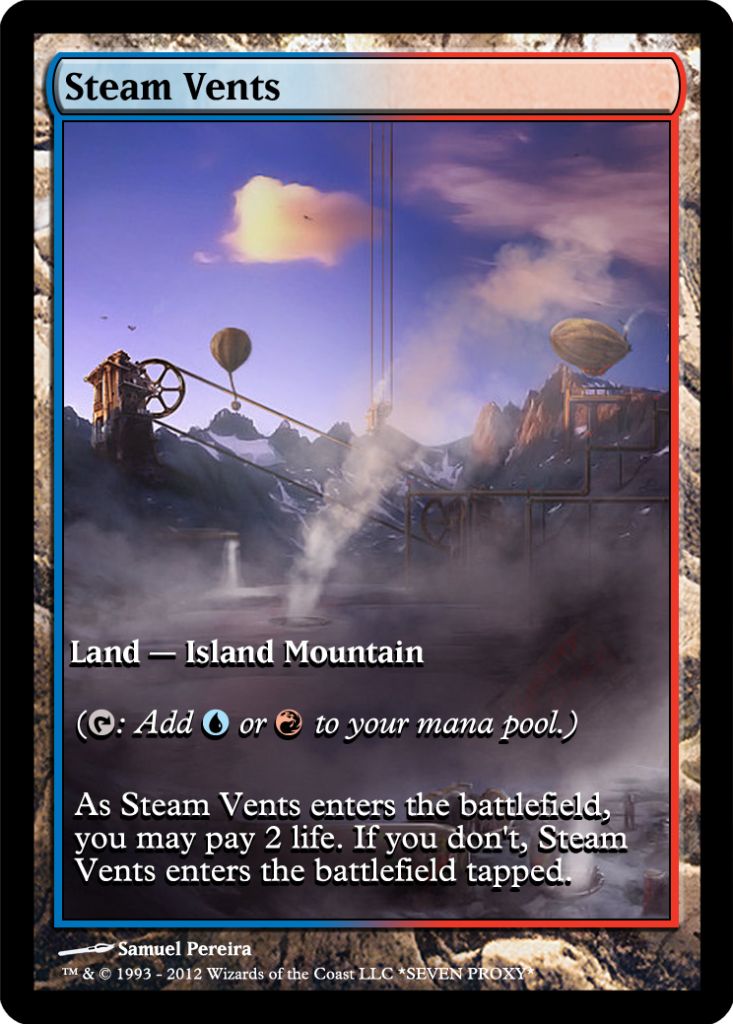 Steam Vents
Land — Island Mountain
(: Add or to your mana pool.)
As Steam Vents enters the battlefield,
you may pay 2 life. If you don't, Steam
Vents enters the battlefield tapped.
Samuel Pereira
™ & © 1993 - 2012 Wizards of the Coast LLC *SEVEN PROXY*